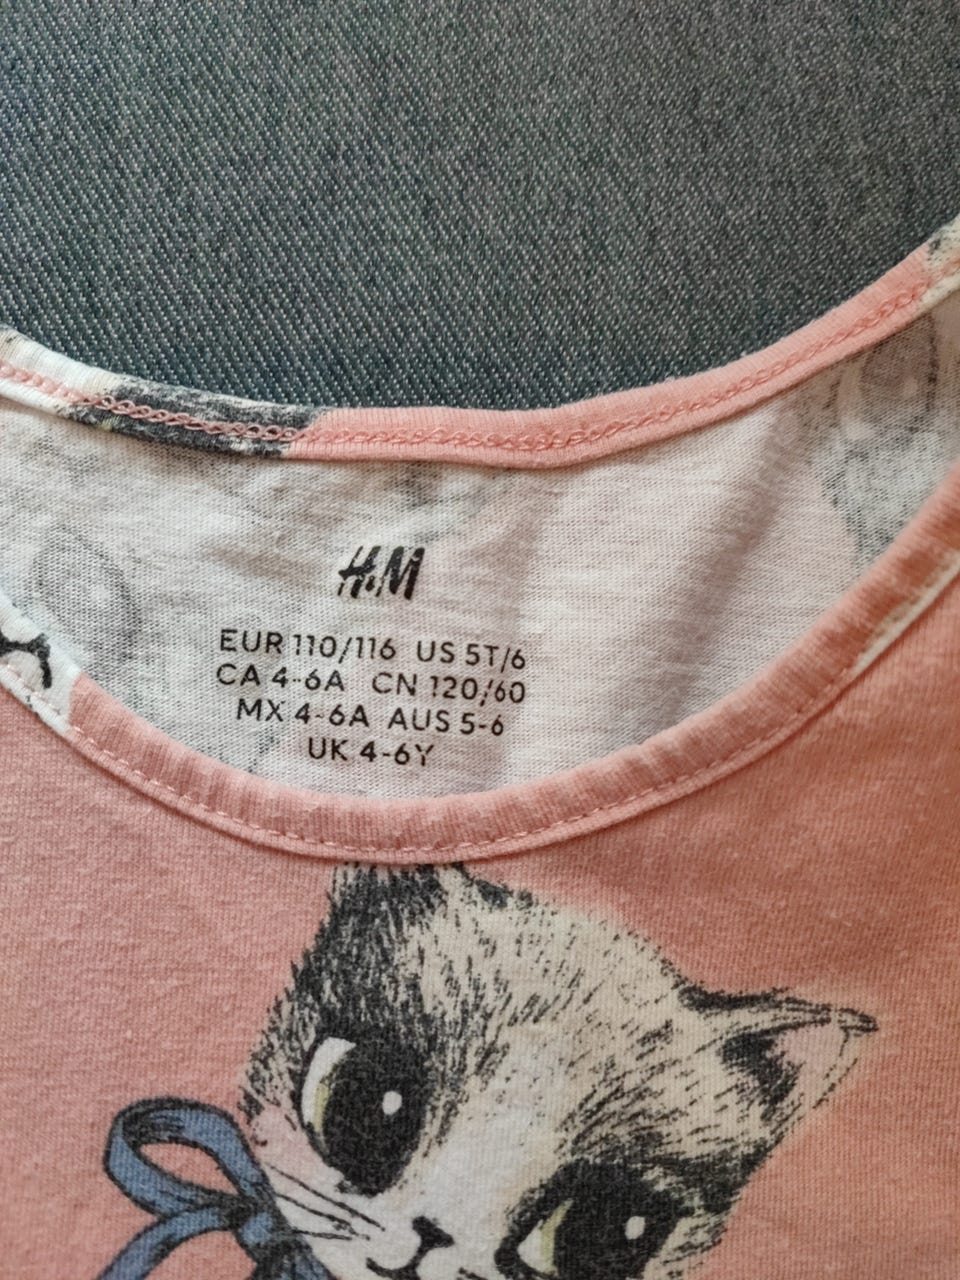 H&M
EUR 110/116 US 5T/6
CA 4-6A CN 120/60
MX 4-6A AUS 5-6
UK 4-6Y